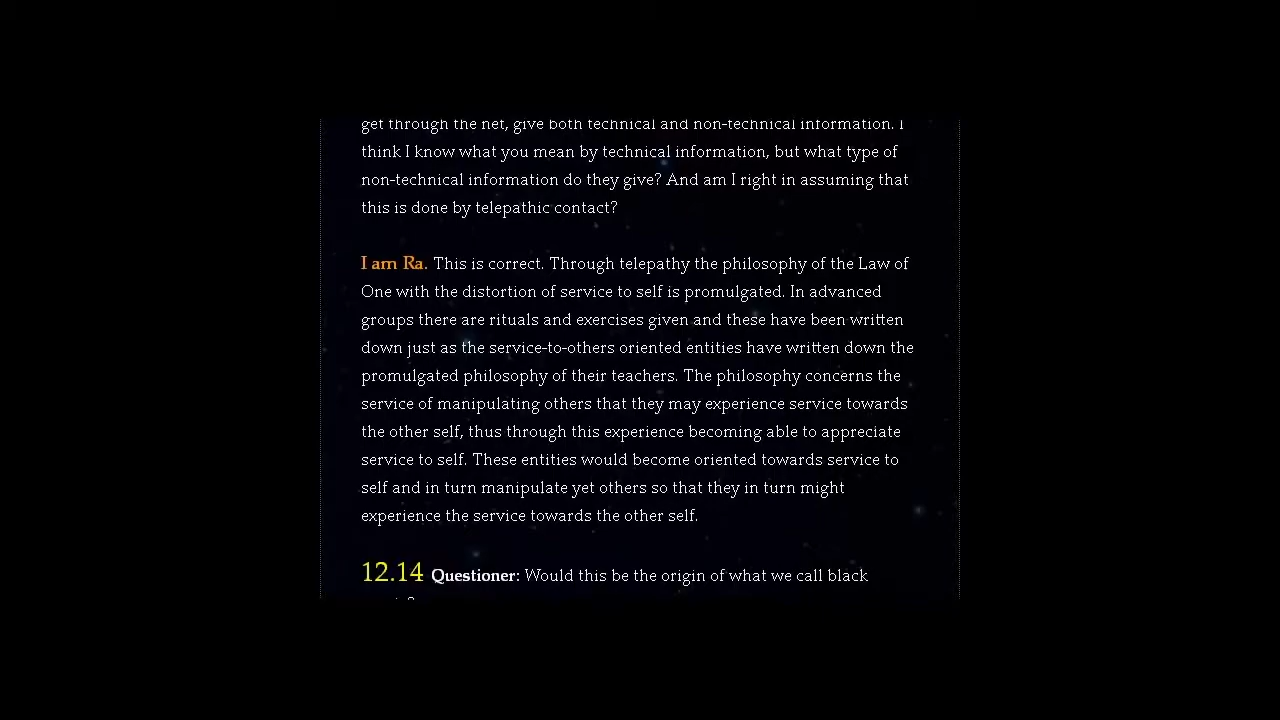 get through the net, give both technical and non-technical information. I
think I know what you mean by technical information, but what type of
non-technical information do they give? And am I right in assuming that
this is done by telepathic contact?
I am Ra. This is correct. Through telepathy the philosophy of the Law of
One with the distortion of service to self is promulgated. In advanced
groups there are rituals and exercises given and these have been written
down just as the service-to-others oriented entities have written down the
promulgated philosophy of their teachers. The philosophy concerns the
service of manipulating others that they may experience service towards
the other self, thus through this experience becoming able to appreciate
service to self. These entities would become oriented towards service to
self and in turn manipulate yet others so that they in turn might
experience the service towards the other self.
12.14 Questioner: Would this be the origin of what we call black